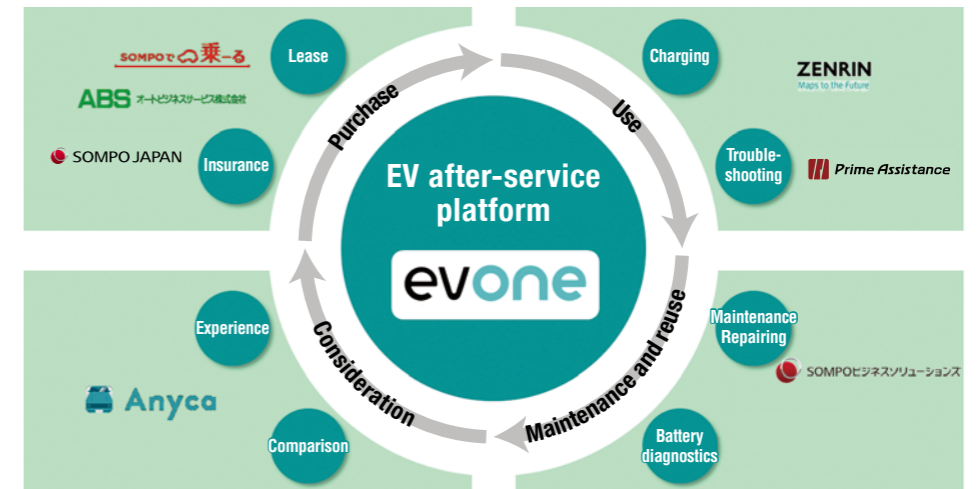 SOMPOで乗ーる
Lease
ABS オートビジネスサービス株式会社
SOMPO JAPAN
Insurance
Purchase
Charging
ZENRIN
Maps to the Future
Use
Trouble-
shooting
Prime Assistance
EV after-service
platform
evone
Experience
Anyca
Comparison
Consideration
Maintenance
Repairing
SOMPOビジネスソリューションズ
Maintenance and reuse
Battery
diagnostics